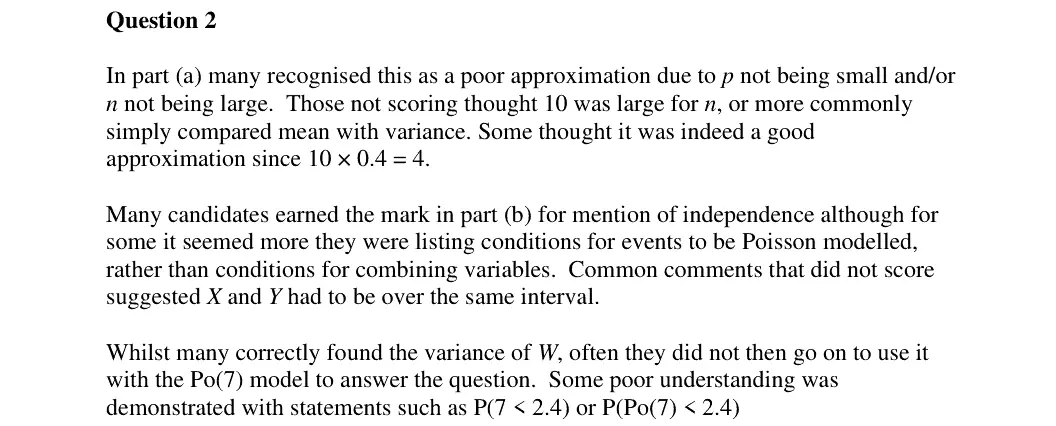 Question 2
In part (a) many recognised this as a poor approximation due to p not being small and/or
n not being large.  Those not scoring thought 10 was large for n, or more commonly
simply compared mean with variance. Some thought it was indeed a good
approximation since 10 × 0.4 = 4.
Many candidates earned the mark in part (b) for mention of independence although for
some it seemed more they were listing conditions for events to be Poisson modelled,
rather than conditions for combining variables.  Common comments that did not score
suggested X and Y had to be over the same interval.
Whilst many correctly found the variance of W, often they did not then go on to use it
with the Po(7) model to answer the question.  Some poor understanding was
demonstrated with statements such as P(7 < 2.4) or P(Po(7) < 2.4)